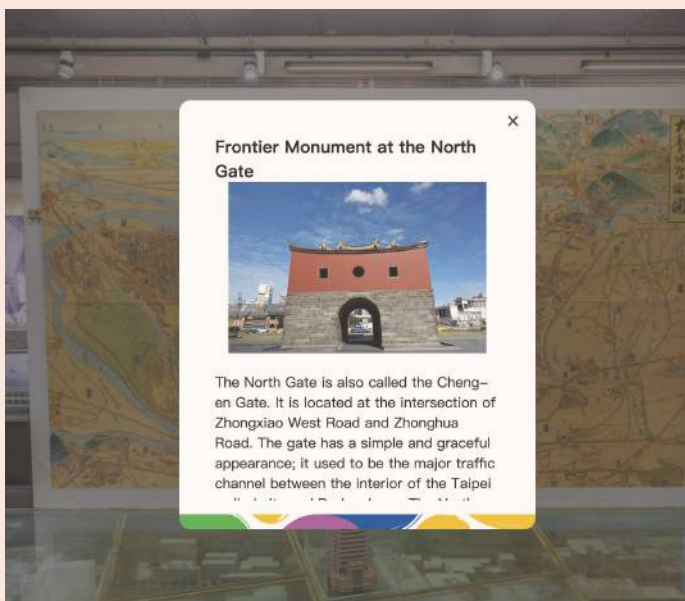 Frontier Monument at the North
Gate
The North Gate is also called the Cheng-
en Gate. It is located at the intersection of
Zhongxiao West Road and Zhonghua
Road. The gate has a simple and graceful
appearance; it used to be the major traffic
channel between the interior of the Taipei